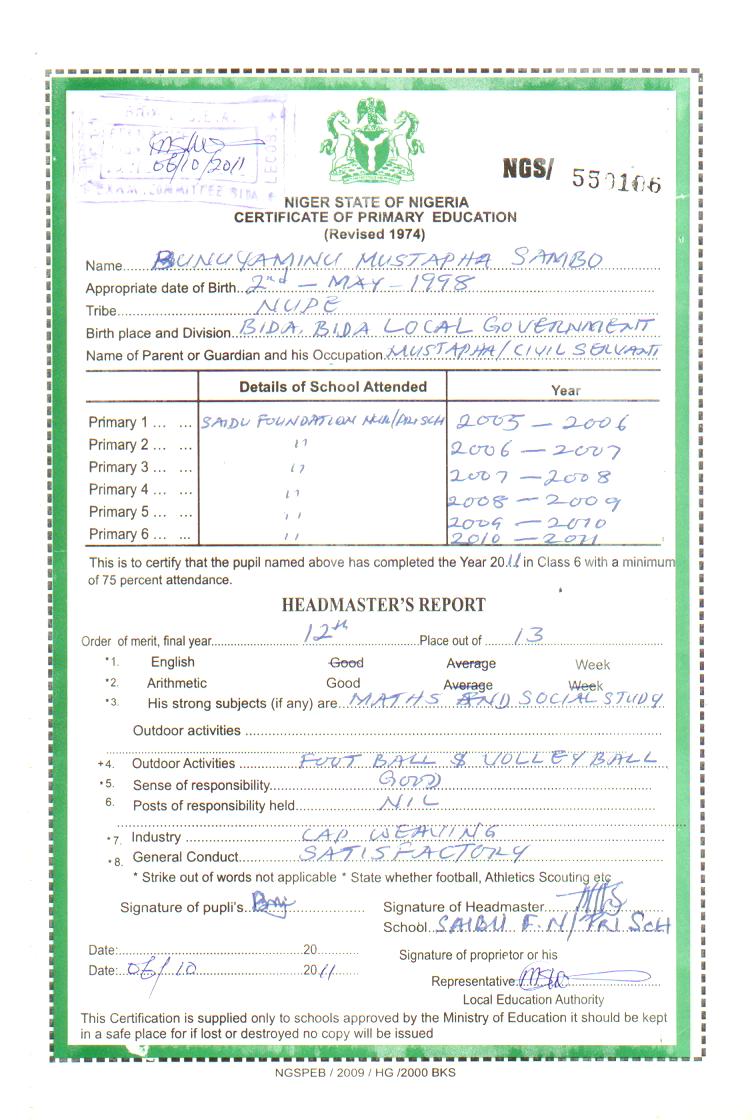 L.E.A.
06/10/2011
EXAM. COMMITTEE BIDA
NGS/ 550106
NIGER STATE OF NIGERIA
CERTIFICATE OF PRIMARY EDUCATION
(Revised 1974)
Name BUNUYAMINU MUSTAPHA SAMBO
Appropriate date of Birth 2nd - MAY - 1998
Tribe NUPE
Birth place and Division BIDA. BIDA LOCAL GOVERNMENT
Name of Parent or Guardian and his Occupation MUSTAPHA/CIVIL SERVANT
Details of School Attended Year
Primary 1 ... ... SAIDU FOUNDATION NUR/PRI SCH 2005 - 2006
Primary 2 ... ... " 2006 - 2007
Primary 3 ... ... " 2007 - 2008
Primary 4 ... ... " 2008 - 2009
Primary 5 ... ... " 2009 - 2010
Primary 6 ... ... " 2010 - 2011
This is to certify that the pupil named above has completed the Year 2011 in Class 6 with a minimum
of 75 percent attendance.
HEADMASTER'S REPORT
Order of merit, final year 12th Place out of 13
*1. English Good Average Week
*2. Arithmetic Good Average Week
*3. His strong subjects (if any) are MATHS AND SOCIAL STUDY
Outdoor activities
+4. Outdoor Activities FOOT BALL & VOLLEY BALL
*5. Sense of responsibility GOOD
6. Posts of responsibility held NIL
*7. Industry CAP WEAVING
*8. General Conduct SATISFACTORY
* Strike out of words not applicable * State whether football, Athletics Scouting etc
Signature of pupil's Signature of Headmaster
School SAIDU F.N/PRI SCH
Date: 20 Signature of proprietor or his
Date: 06/10 2011
Representative
Local Education Authority
This Certification is supplied only to schools approved by the Ministry of Education it should be kept
in a safe place for if lost or destroyed no copy will be issued
NGSPEB / 2009 / HG /2000 BKS